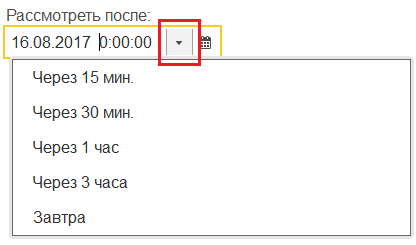 Рассмотреть после:
16.08.2017 0:00:00
Через 15 мин.
Через 30 мин.
Через 1 час
Через 3 часа
Завтра